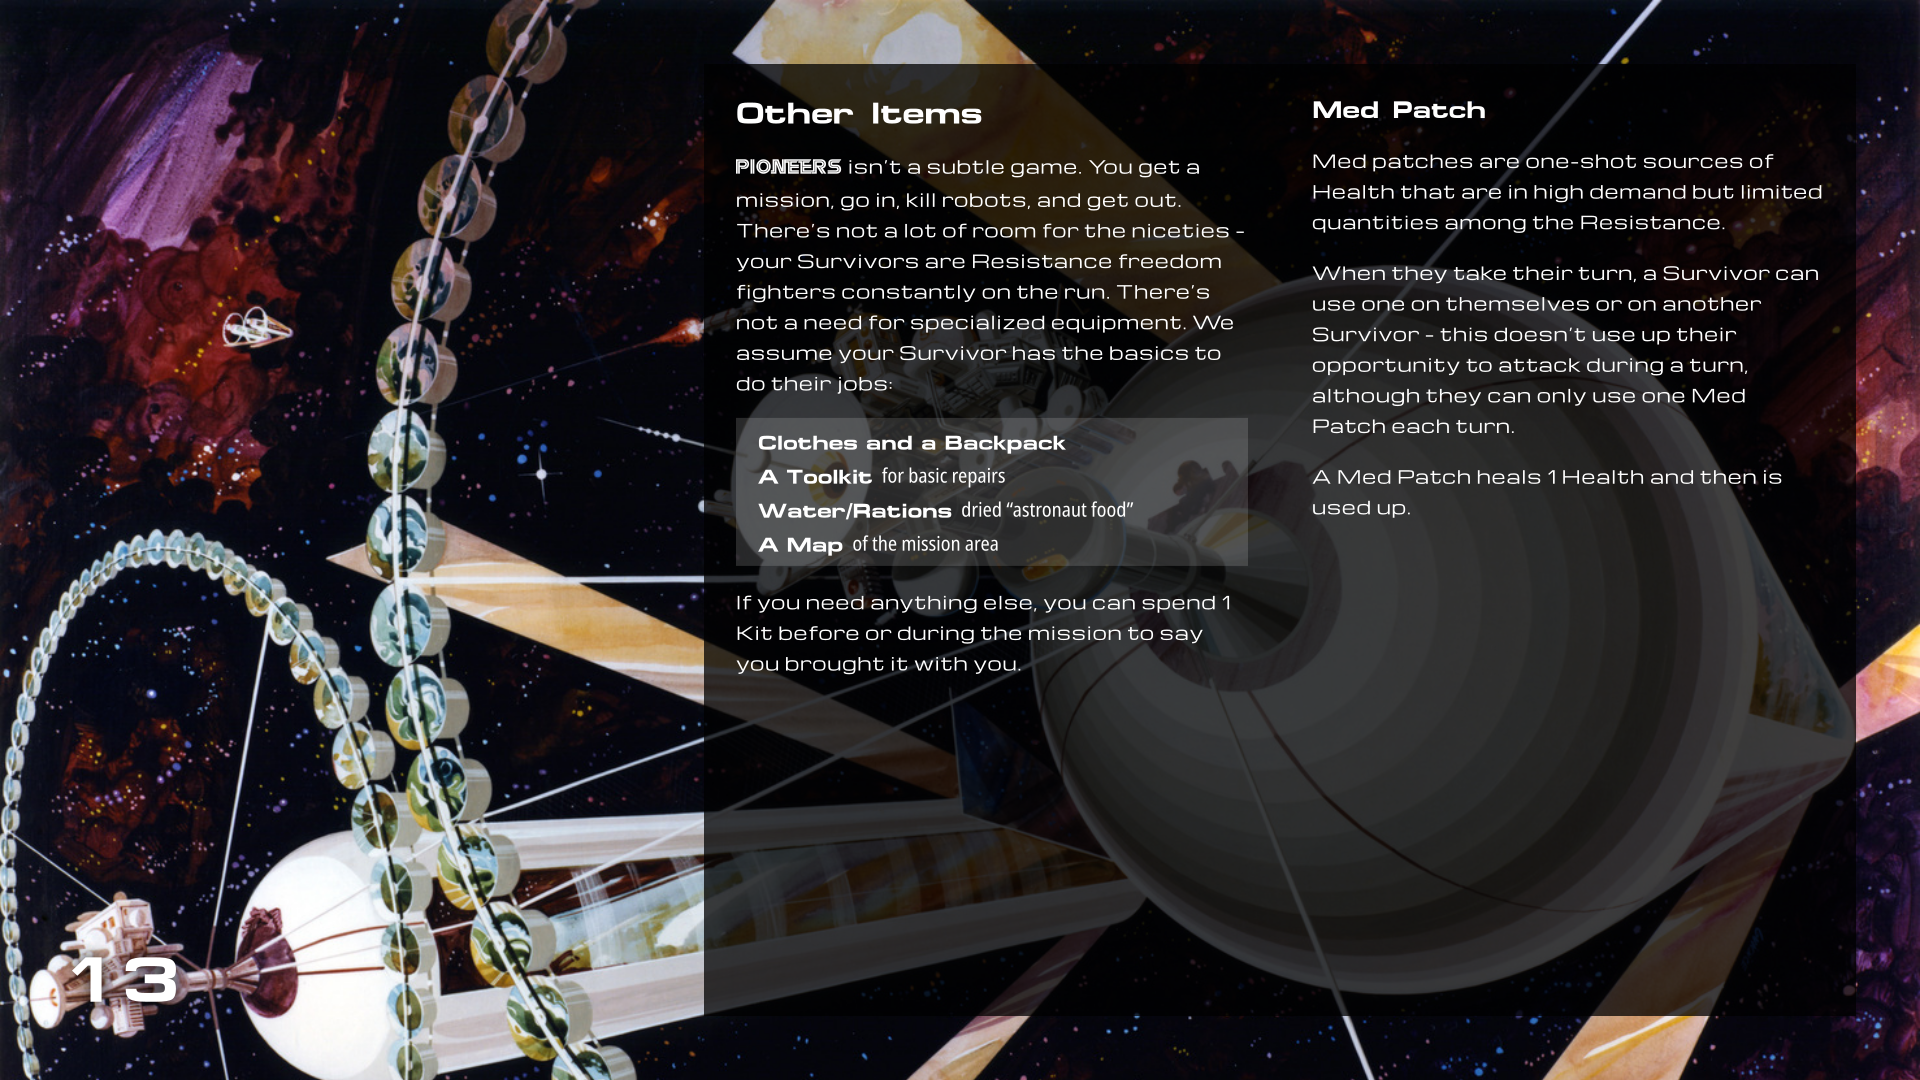 Other Items
PIONEERS isn't a subtle game. You get a
mission, go in, kill robots, and get out.
There's not a lot of room for the niceties -
your Survivors are Resistance freedom
fighters constantly on the run. There's
not a need for specialized equipment. We
assume your Survivor has the basics to
do their jobs:
Clothes and a Backpack
A Toolkit for basic repairs
Water/Rations dried “astronaut food”
A Map of the mission area
If you need anything else, you can spend 1
Kit before or during the mission to say
you brought it with you.
Med Patch
Med patches are one-shot sources of
Health that are in high demand but limited
quantities among the Resistance.
When they take their turn, a Survivor can
use one on themselves or on another
Survivor - this doesn't use up their
opportunity to attack during a turn,
although they can only use one Med
Patch each turn.
A Med Patch heals 1 Health and then is
used up.
13